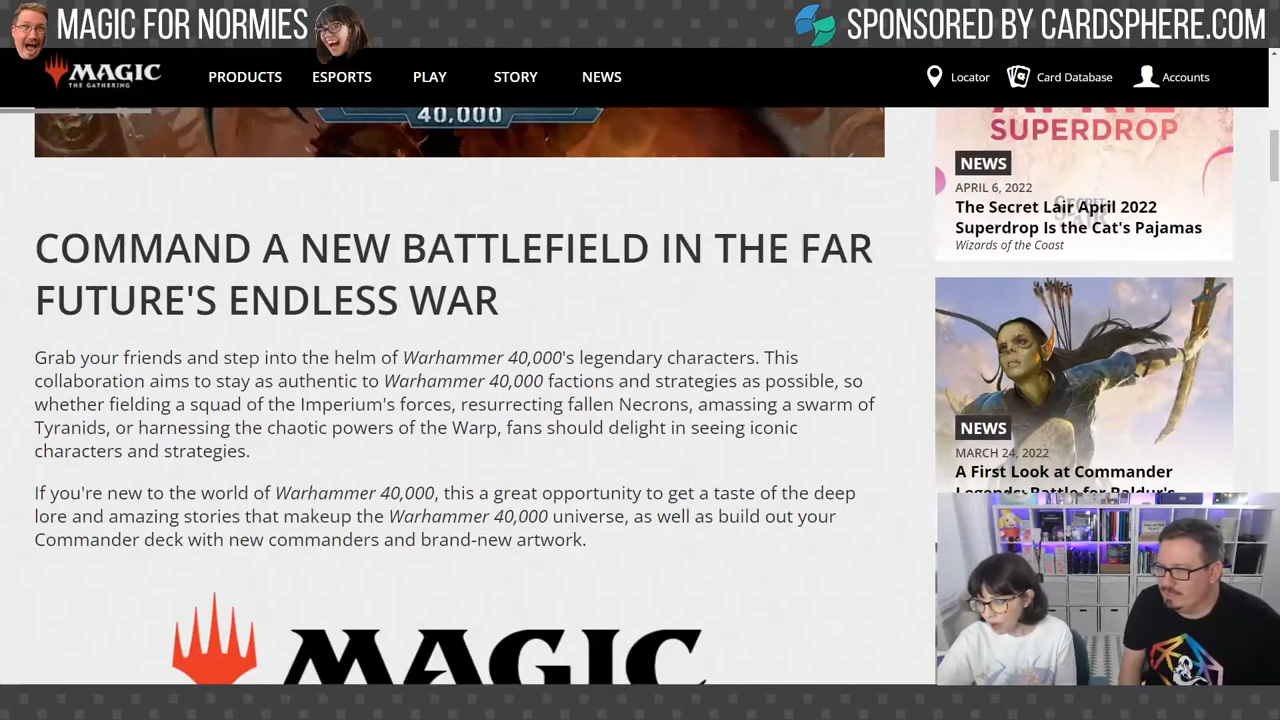 MAGIC FOR NORMIES
SPONSORED BY CARDSPHERE.COM
MAGIC
THE GATHERING
PRODUCTS
ESPORTS
PLAY
STORY
NEWS
Locator
Card Database
Accounts
40,000
COMMAND A NEW BATTLEFIELD IN THE FAR
FUTURE'S ENDLESS WAR
Grab your friends and step into the helm of Warhammer 40,000's legendary characters. This
collaboration aims to stay as authentic to Warhammer 40,000 factions and strategies as possible, so
whether fielding a squad of the Imperium's forces, resurrecting fallen Necrons, amassing a swarm of
Tyranids, or harnessing the chaotic powers of the Warp, fans should delight in seeing iconic
characters and strategies.
If you're new to the world of Warhammer 40,000, this a great opportunity to get a taste of the deep
lore and amazing stories that makeup the Warhammer 40,000 universe, as well as build out your
Commander deck with new commanders and brand-new artwork.
MAGIC
APRIL
SUPERDROP
NEWS
APRIL 6, 2022
The Secret Lair April 2022
Superdrop Is the Cat's Pajamas
Wizards of the Coast
NEWS
MARCH 24, 2022
A First Look at Commander
Legends: Battle for Baldur's